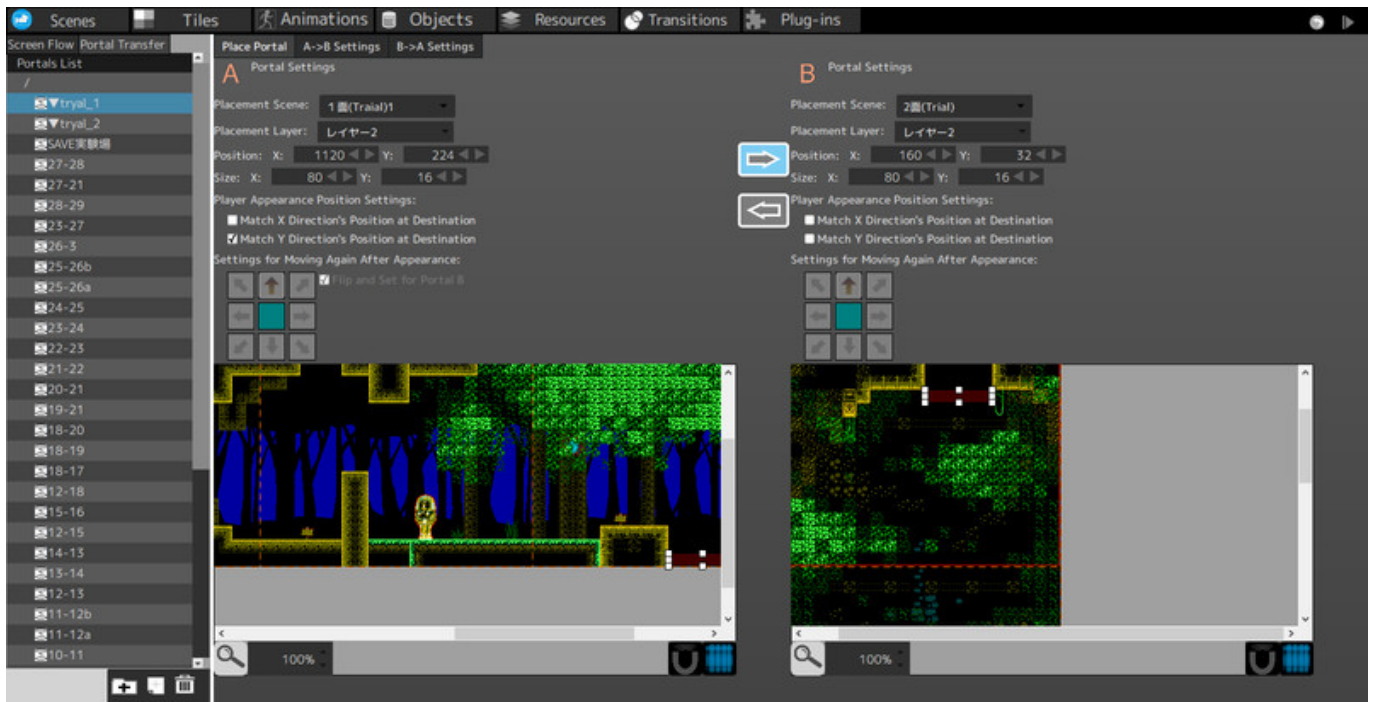 Scenes Tiles Animations Objects Resources Transitions Plug-ins
Screen Flow Portal Transfer
Place Portal A->B Settings B->A Settings
Portals List
/
▼tryal_1
▼tryal_2
SAVE実験場
27-28
27-21
28-29
23-27
26-3
25-26b
25-26a
24-25
23-24
22-23
21-22
20-21
19-21
18-20
18-19
18-17
12-18
15-16
12-15
14-13
13-14
12-13
11-12b
11-12a
10-11
A Portal Settings
Placement Scene: 1面(Traial)1
Placement Layer: レイヤー2
Position: X: 1120 Y: 224
Size: X: 80 Y: 16
Player Appearance Position Settings:
Match X Direction's Position at Destination
Match Y Direction's Position at Destination
Settings for Moving Again After Appearance:
Flip and Set for Portal B
100%
B Portal Settings
Placement Scene: 2面(Trial)
Placement Layer: レイヤー2
Position: X: 160 Y: 32
Size: X: 80 Y: 16
Player Appearance Position Settings:
Match X Direction's Position at Destination
Match Y Direction's Position at Destination
Settings for Moving Again After Appearance:
100%